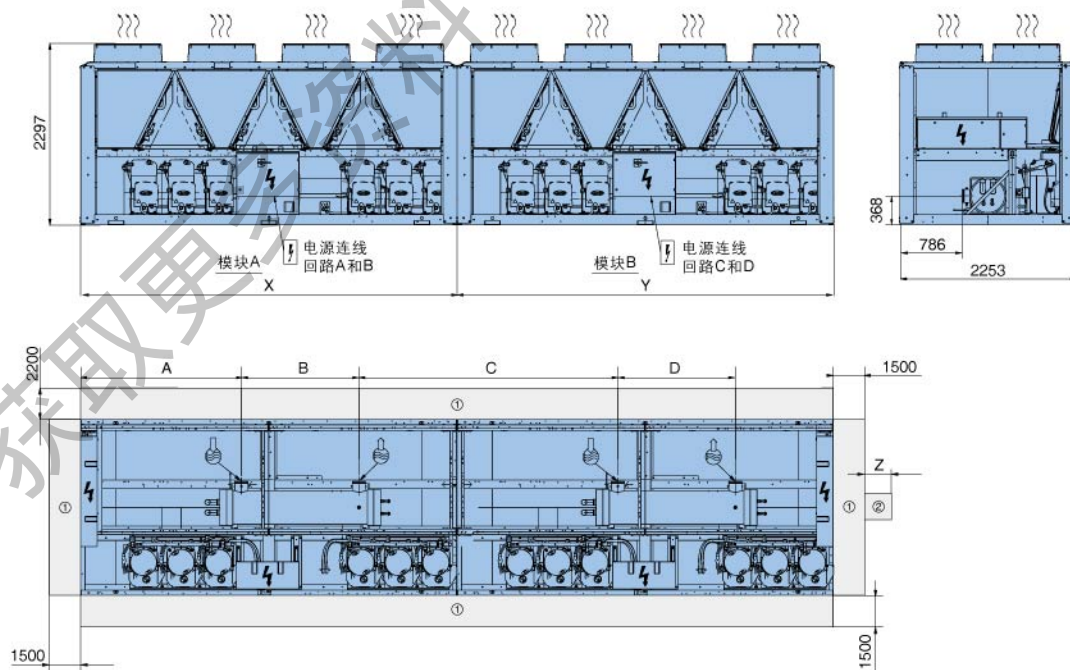 2297
368
786
2253
模块A
电源连线
回路A和B
模块B
电源连线
回路C和D
X
Y
2200
A
B
C
D
1500
①
Z
①
①
②
①
1500
1500
获取更多资料